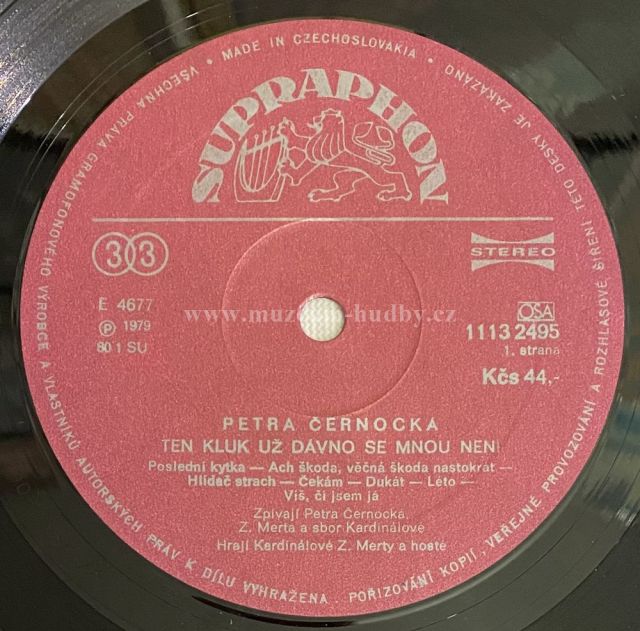 VŠECHNA PRÁVA GRAMOFONOVÉHO VÝROBCE A VLASTNÍKŮ AUTORSKÝCH PRÁV K DÍLU VYHRAŽENA . POŘIZOVÁNÍ KOPIÍ , VEŘEJNÉ PROVOZOVÁNÍ A ROZHLASOVÉ ŠÍŘENÍ TÉTO DESKY JE ZAKÁZÁNO
• MADE IN CZECHOSLOVAKIA •
SUPRAPHON
33
STEREO
E 4677
℗ 1979
80 1 SU
www.muzeum-hudby.cz
OSA
1113 2495
1. strana
Kčs 44,-
PETRA ČERNOCKÁ
TEN KLUK UŽ DÁVNO SE MNOU NENÍ
Poslední kytka — Ach škoda, věčná škoda nastokrát —
Hlídač strach — Čekám — Dukát — Léto —
Víš, či jsem já
Zpívají Petra Černocká,
Z. Merta a sbor Kardinálové
Hrají Kardinálové Z. Merty a hosté